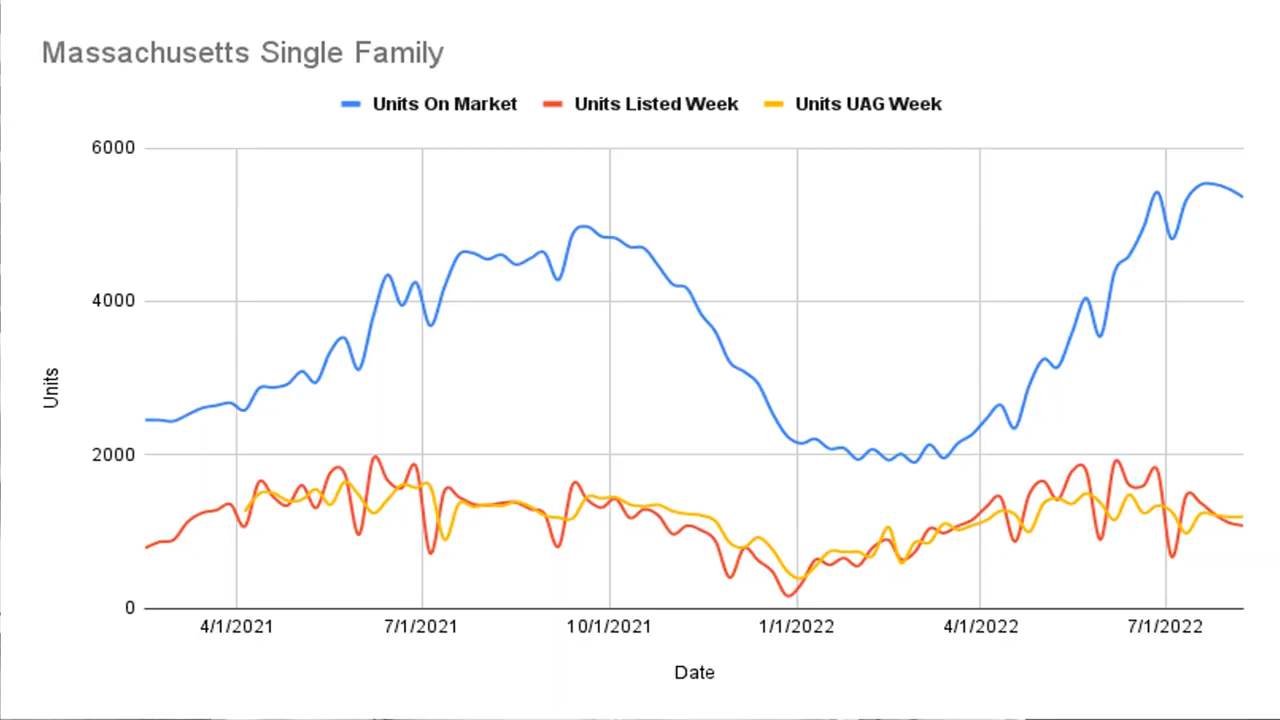 Massachusetts Single Family
Units On Market Units Listed Week Units UAG Week
6000
4000
2000
0
Units
4/1/2021 7/1/2021 10/1/2021 1/1/2022 4/1/2022 7/1/2022
Date